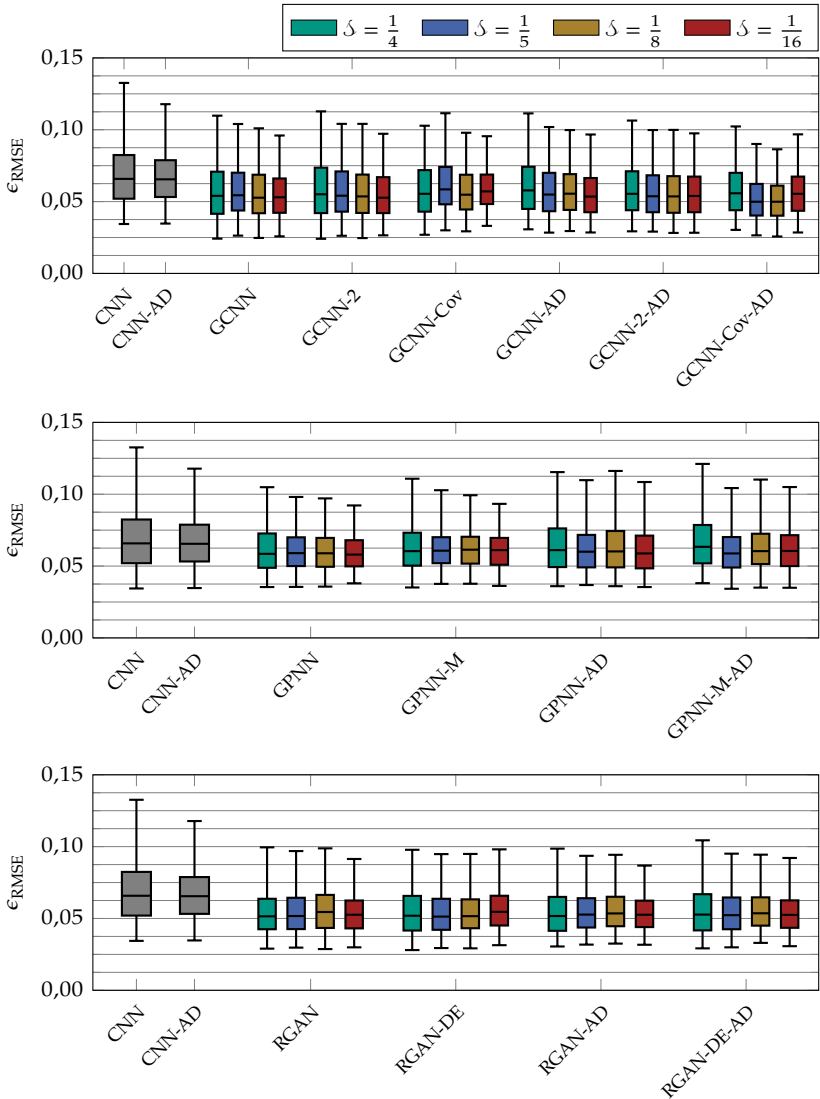 𝛿 = 1/4 𝛿 = 1/5 𝛿 = 1/8 𝛿 = 1/16
0,15
0,10
0,05
0,00
ϵRMSE
CNN
CNN-AD
GCNN
GCNN-2
GCNN-Cov
GCNN-AD
GCNN-2-AD
GCNN-Cov-AD
0,15
0,10
0,05
0,00
ϵRMSE
CNN
CNN-AD
GPNN
GPNN-M
GPNN-AD
GPNN-M-AD
0,15
0,10
0,05
0,00
ϵRMSE
CNN
CNN-AD
RGAN
RGAN-DE
RGAN-AD
RGAN-DE-AD